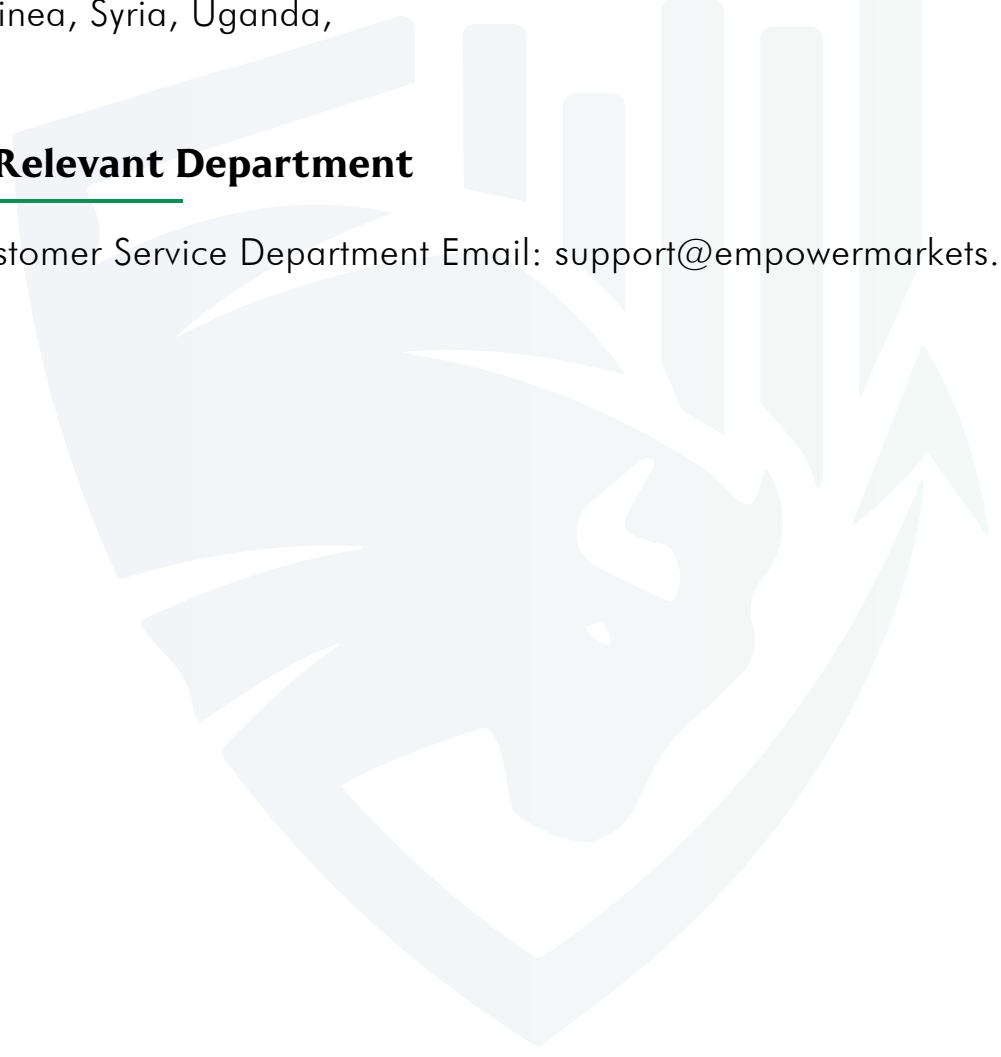 inea, Syria, Uganda,
Relevant Department
stomer Service Department Email: support@empowermarkets.